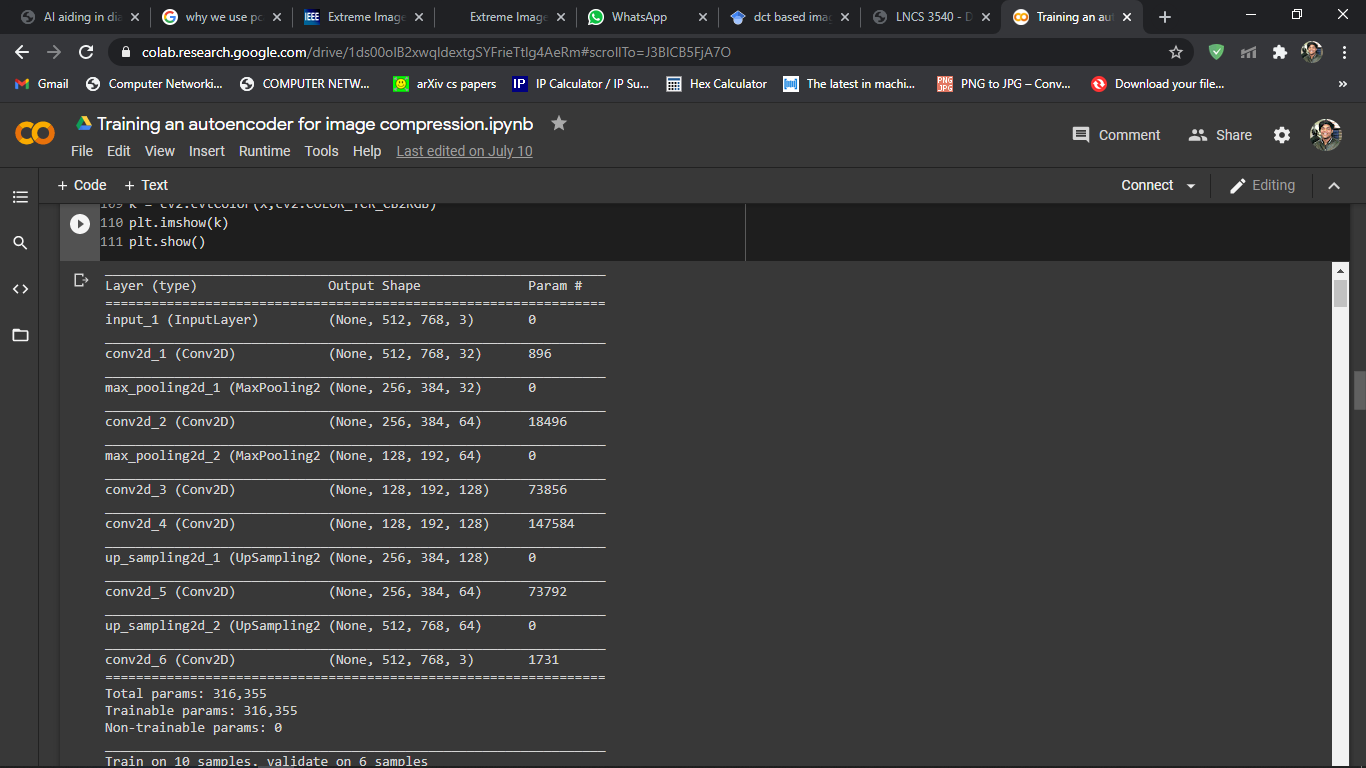 AI aiding in dia
why we use po
IEEE Extreme Image
Extreme Image
WhatsApp
dct based imag
LNCS 3540 - D
Training an aut
colab.research.google.com/drive/
Gmail
Computer Networki...
COMPUTER NETW...
arXiv cs papers
IP IP Calculator / IP Su...
Hex Calculator
The latest in machi...
PNG JPG PNG to JPG – Conv...
Download your file...
»
Training an autoencoder for image compression.ipynb
Comment
Share
File Edit View Insert Runtime Tools Help Last edited on July 10
+ Code + Text
Connect
Editing
109 k = cv2.cvtColor(x,cv2.COLOR_YCR_CB2RGB)
110 plt.imshow(k)
111 plt.show()
Layer (type) Output Shape Param #
=================================================================
input_1 (InputLayer) (None, 512, 768, 3) 0
conv2d_1 (Conv2D) (None, 512, 768, 32) 896
max_pooling2d_1 (MaxPooling2 (None, 256, 384, 32) 0
conv2d_2 (Conv2D) (None, 256, 384, 64) 18496
max_pooling2d_2 (MaxPooling2 (None, 128, 192, 64) 0
conv2d_3 (Conv2D) (None, 128, 192, 128) 73856
conv2d_4 (Conv2D) (None, 128, 192, 128) 147584
up_sampling2d_1 (UpSampling2 (None, 256, 384, 128) 0
conv2d_5 (Conv2D) (None, 256, 384, 64) 73792
up_sampling2d_2 (UpSampling2 (None, 512, 768, 64) 0
conv2d_6 (Conv2D) (None, 512, 768, 3) 1731
=================================================================
Total params: 316,355
Trainable params: 316,355
Non-trainable params: 0
Train on 10 samples, validate on 6 samples